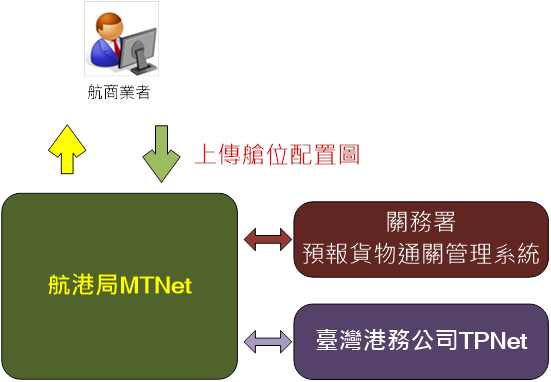 航商業者
上傳艙位配置圖
航港局MTNet
關務署
預報貨物通關管理系統
臺灣港務公司TPNet